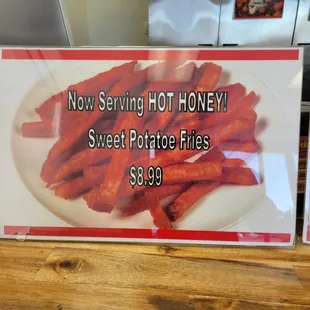 Now Serving HOT HONEY!
Sweet Potatoe Fries
$8.99